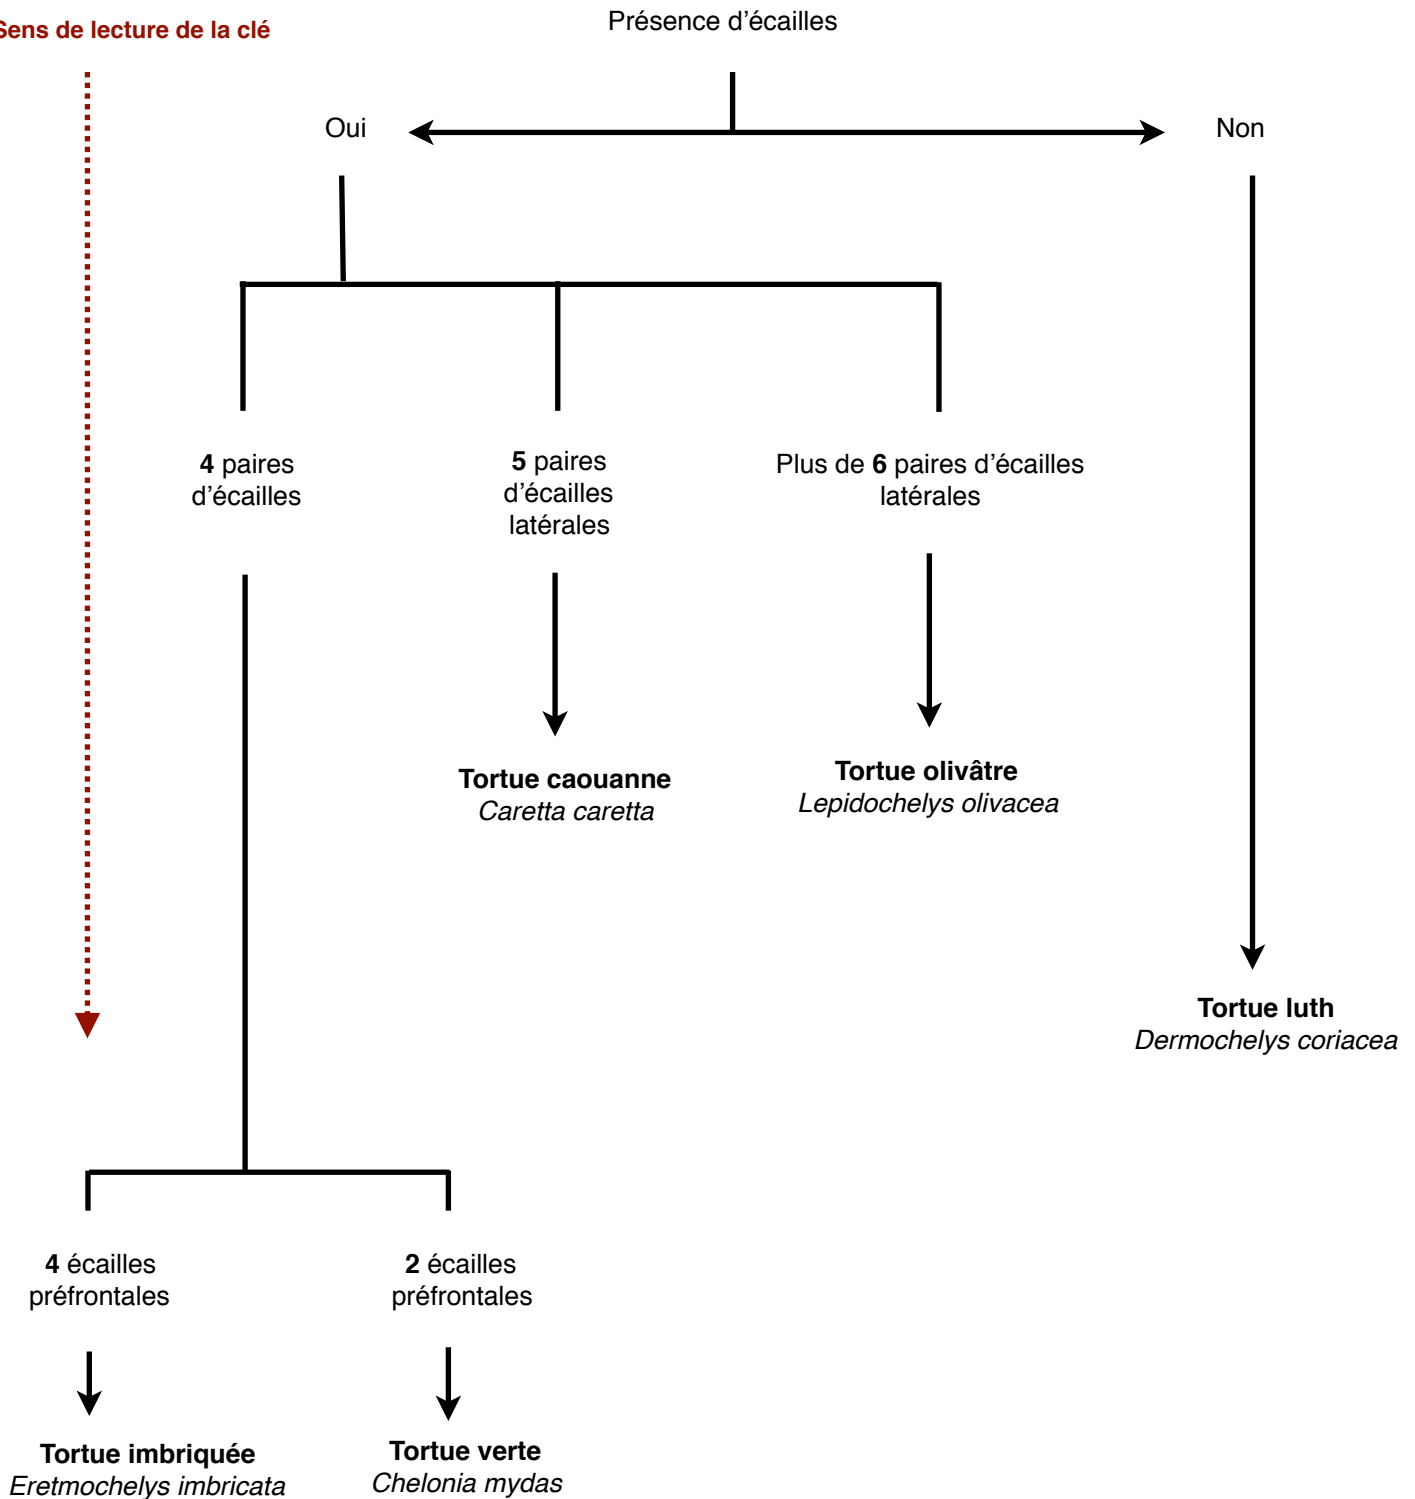 Sens de lecture de la clé
Présence d'écailles
Oui
Non
4 paires
d'écailles
5 paires
d'écailles
latérales
Plus de 6 paires d'écailles
latérales
Tortue caouanne
Caretta caretta
Tortue olivâtre
Lepidochelys olivacea
Tortue luth
Dermochelys coriacea
4 écailles
préfrontales
2 écailles
préfrontales
Tortue imbriquée
Eretmochelys imbricata
Tortue verte
Chelonia mydas